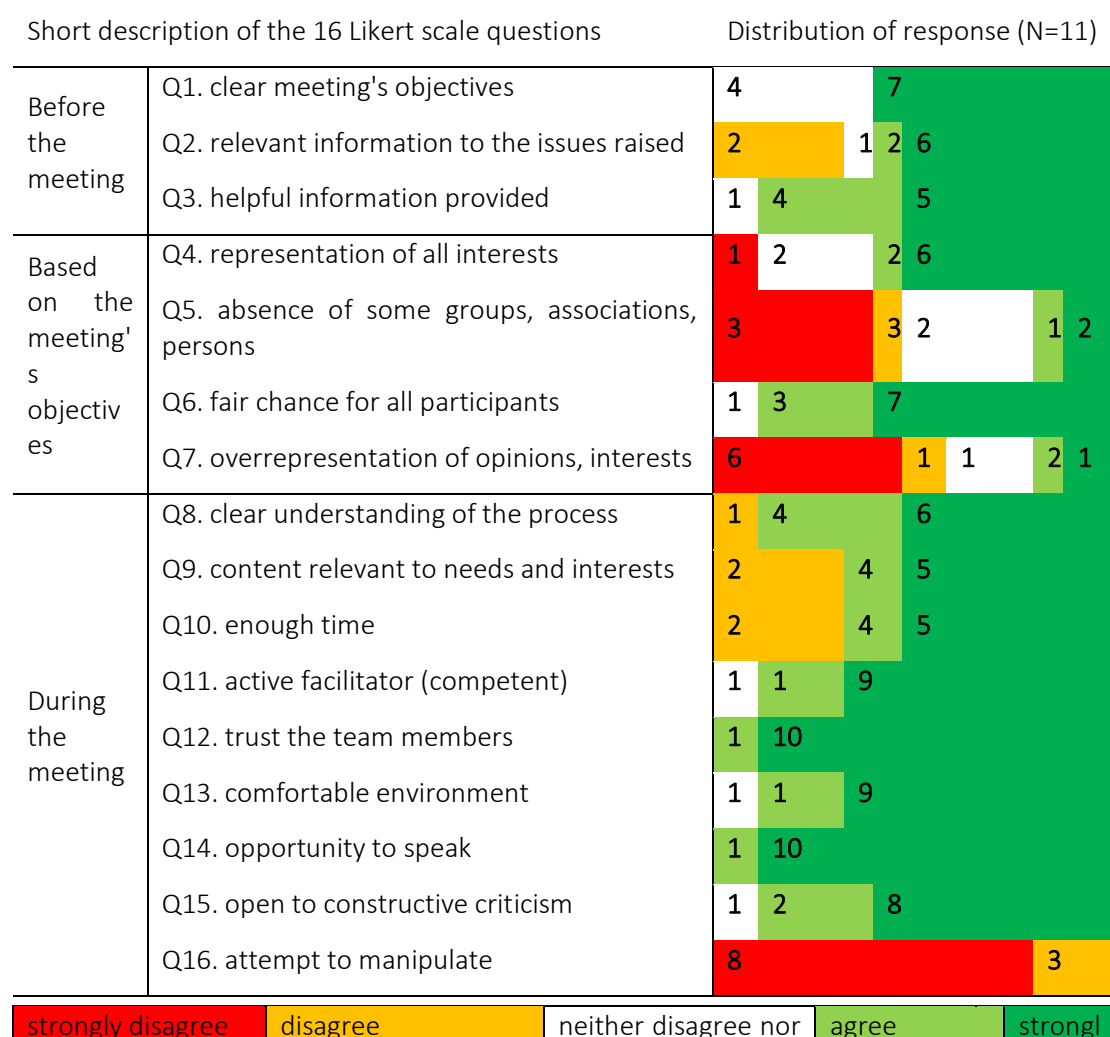 Short description of the 16 Likert scale questions Distribution of response (N=11)
Before
the
meeting
Q1. clear meeting's objectives 4 7
Q2. relevant information to the issues raised 2 1 2 6
Q3. helpful information provided 1 4 5
Based
on the
meeting'
s
objectiv
es
Q4. representation of all interests 1 2 2 6
Q5. absence of some groups, associations,
persons 3 3 2 1 2
Q6. fair chance for all participants 1 3 7
Q7. overrepresentation of opinions, interests 6 1 1 2 1
During
the
meeting
Q8. clear understanding of the process 1 4 6
Q9. content relevant to needs and interests 2 4 5
Q10. enough time 2 4 5
Q11. active facilitator (competent) 1 1 9
Q12. trust the team members 1 10
Q13. comfortable environment 1 1 9
Q14. opportunity to speak 1 10
Q15. open to constructive criticism 1 2 8
Q16. attempt to manipulate 8 3
strongly disagree disagree neither disagree nor agree strongl